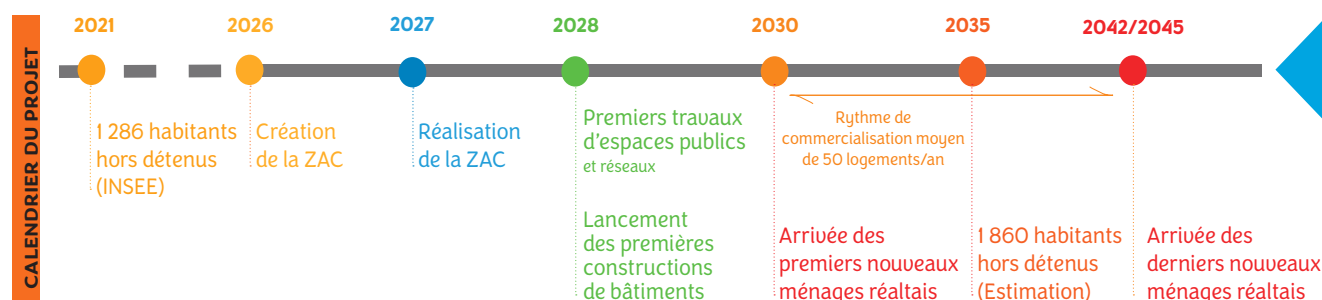 CALENDRIER DU PROJET
2021
1 286 habitants
hors détenus
(INSEE)
2026
Création
de la ZAC
2027
Réalisation
de la ZAC
2028
Premiers travaux
d'espaces publics
et réseaux
Lancement
des premières
constructions
de bâtiments
2030
Rythme de
commercialisation moyen
de 50 logements/an
Arrivée des
premiers nouveaux
ménages réaltais
2035
1 860 habitants
hors détenus
(Estimation)
2042/2045
Arrivée des
derniers nouveaux
ménages réaltais